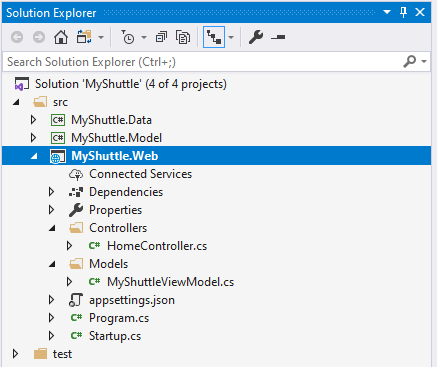 Solution Explorer
Search Solution Explorer (Ctrl+;)
Solution 'MyShuttle' (4 of 4 projects)
src
C# MyShuttle.Data
C# MyShuttle.Model
MyShuttle.Web
Connected Services
Dependencies
Properties
Controllers
C# HomeController.cs
Models
C# MyShuttleViewModel.cs
appsettings.json
C# Program.cs
C# Startup.cs
test